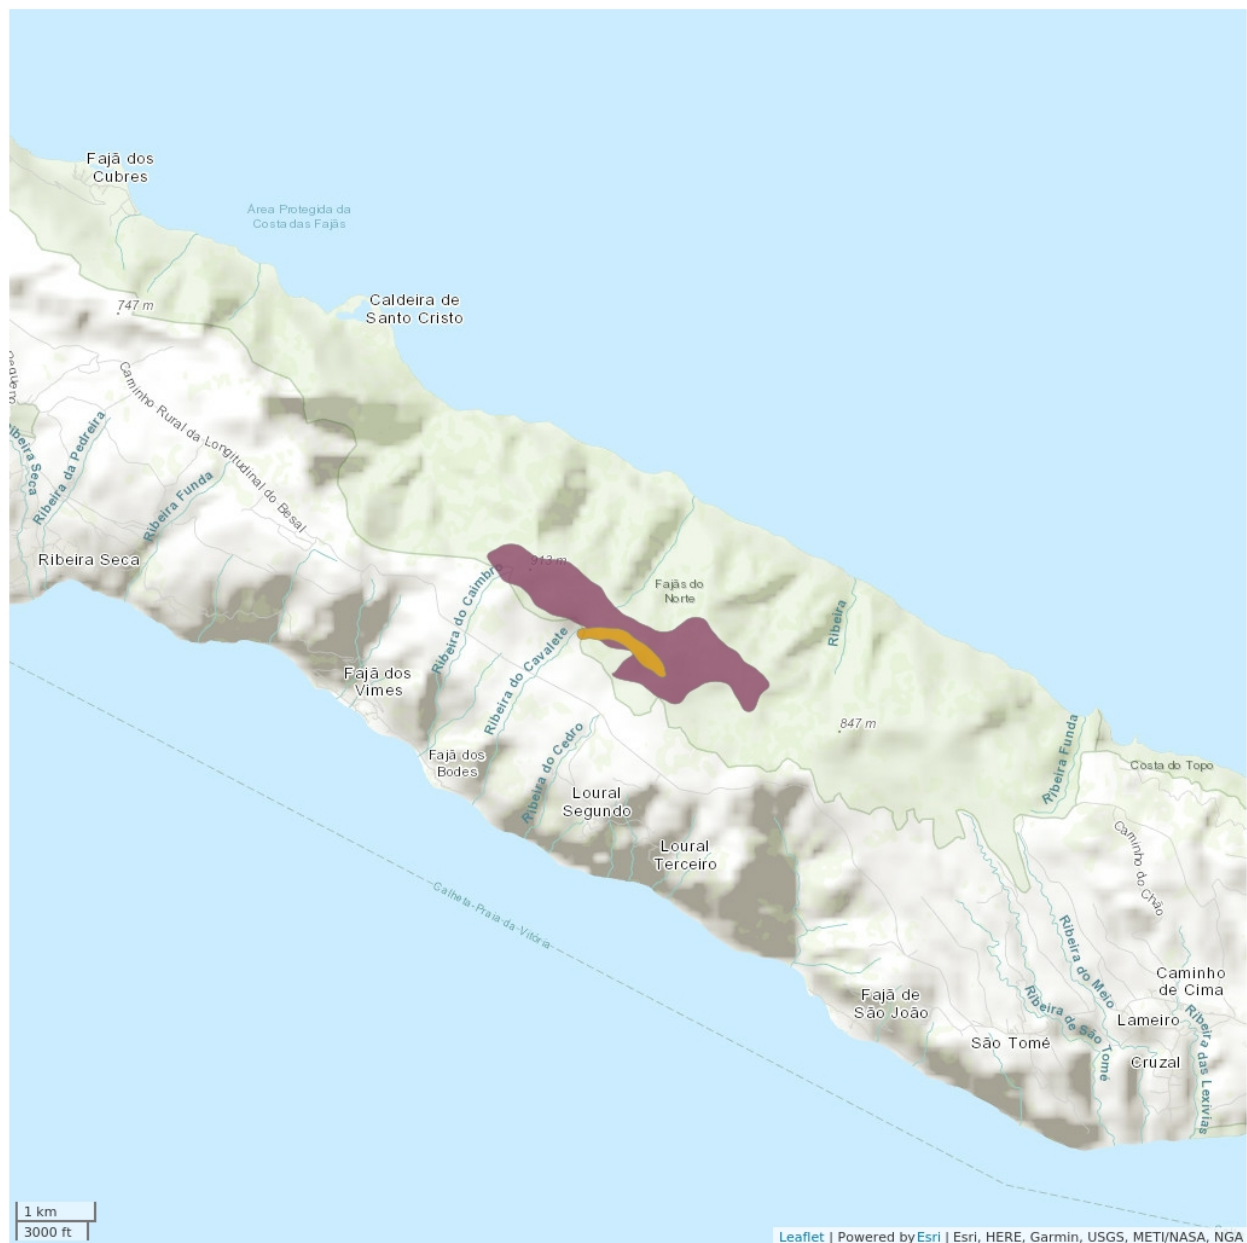 Fajã dos
Cubres
Área Protegida da
Costa das Fajãs
747 m
Caldeira de
Santo Cristo
Caminho Rural da Longitudinal do Besal
Ribeira Seca
Ribeira da Pedreira
Ribeira Funda
Ribeira Seca
913 m
Fajãs do
Norte
Ribeira do Caimbro
Ribeira do Cavalete
Ribeira
Fajã dos
Vimes
847 m
Ribeira Funda
Fajã dos
Bodes
Ribeira do Cedro
Costa do Topo
Loural
Segundo
Loural
Terceiro
Caminho do Chão
Calheta-Praia da Vitória
Ribeira do Meio
Caminho
de Cima
Fajã de
São João
Ribeira de São Tomé
Lameiro
Ribeira das Lexivias
São Tomé
Cruzal
1 km
3000 ft
Leaflet | Powered by Esri | Esri, HERE, Garmin, USGS, METI/NASA, NGA